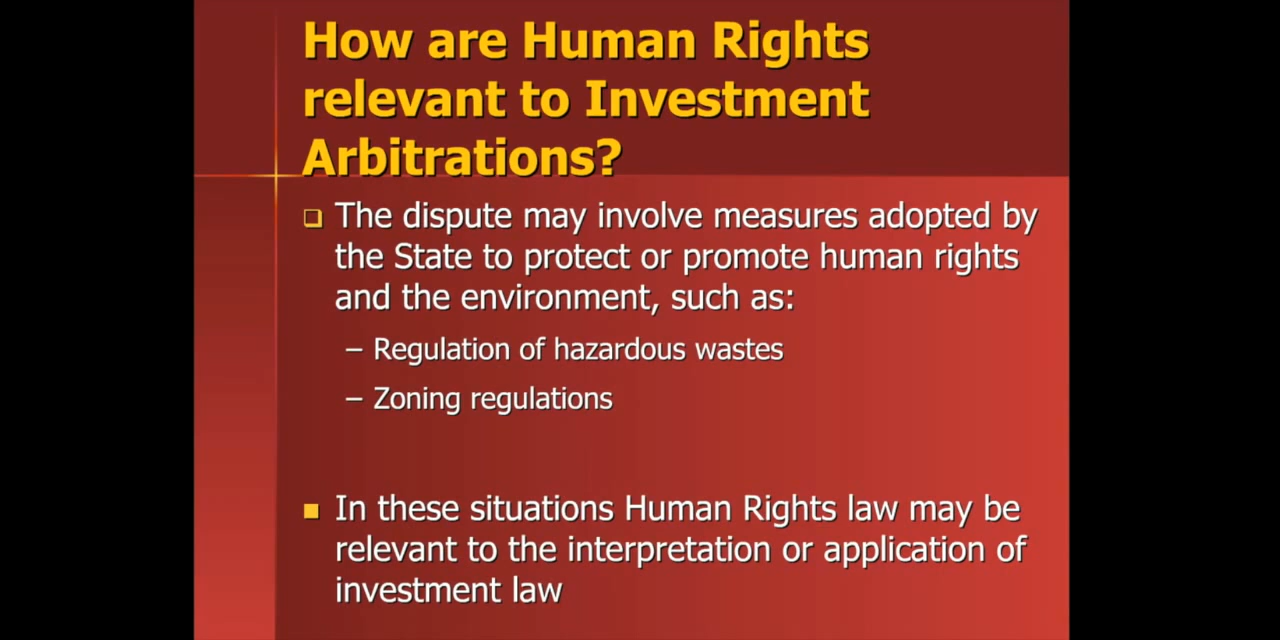 How are Human Rights
relevant to Investment
Arbitrations?
The dispute may involve measures adopted by
the State to protect or promote human rights
and the environment, such as:
– Regulation of hazardous wastes
– Zoning regulations
In these situations Human Rights law may be
relevant to the interpretation or application of
investment law